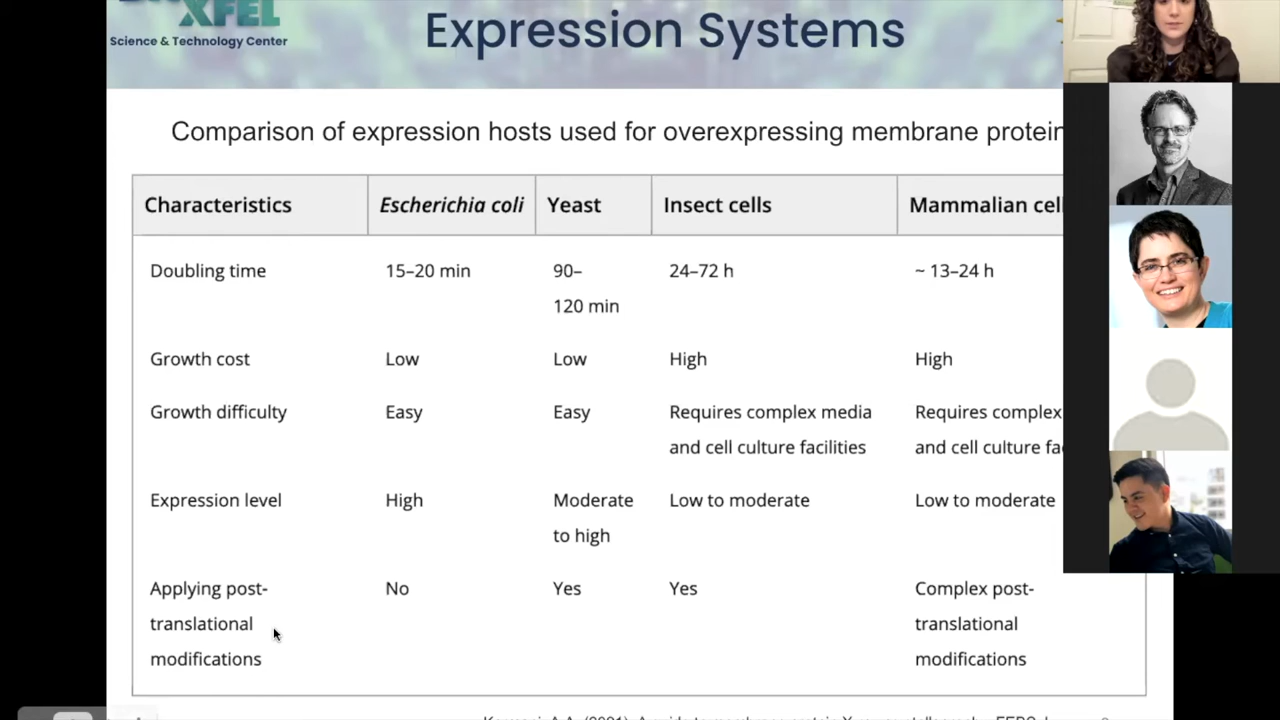 XFEL
Science & Technology Center
Expression Systems
Comparison of expression hosts used for overexpressing membrane protein
Characteristics Escherichia coli Yeast Insect cells Mammalian cel
Doubling time 15–20 min 90– 24–72 h ~ 13–24 h
120 min
Growth cost Low Low High High
Growth difficulty Easy Easy Requires complex media Requires complex
and cell culture facilities and cell culture fa
Expression level High Moderate Low to moderate Low to moderate
to high
Applying post- No Yes Yes Complex post-
translational translational
modifications modifications